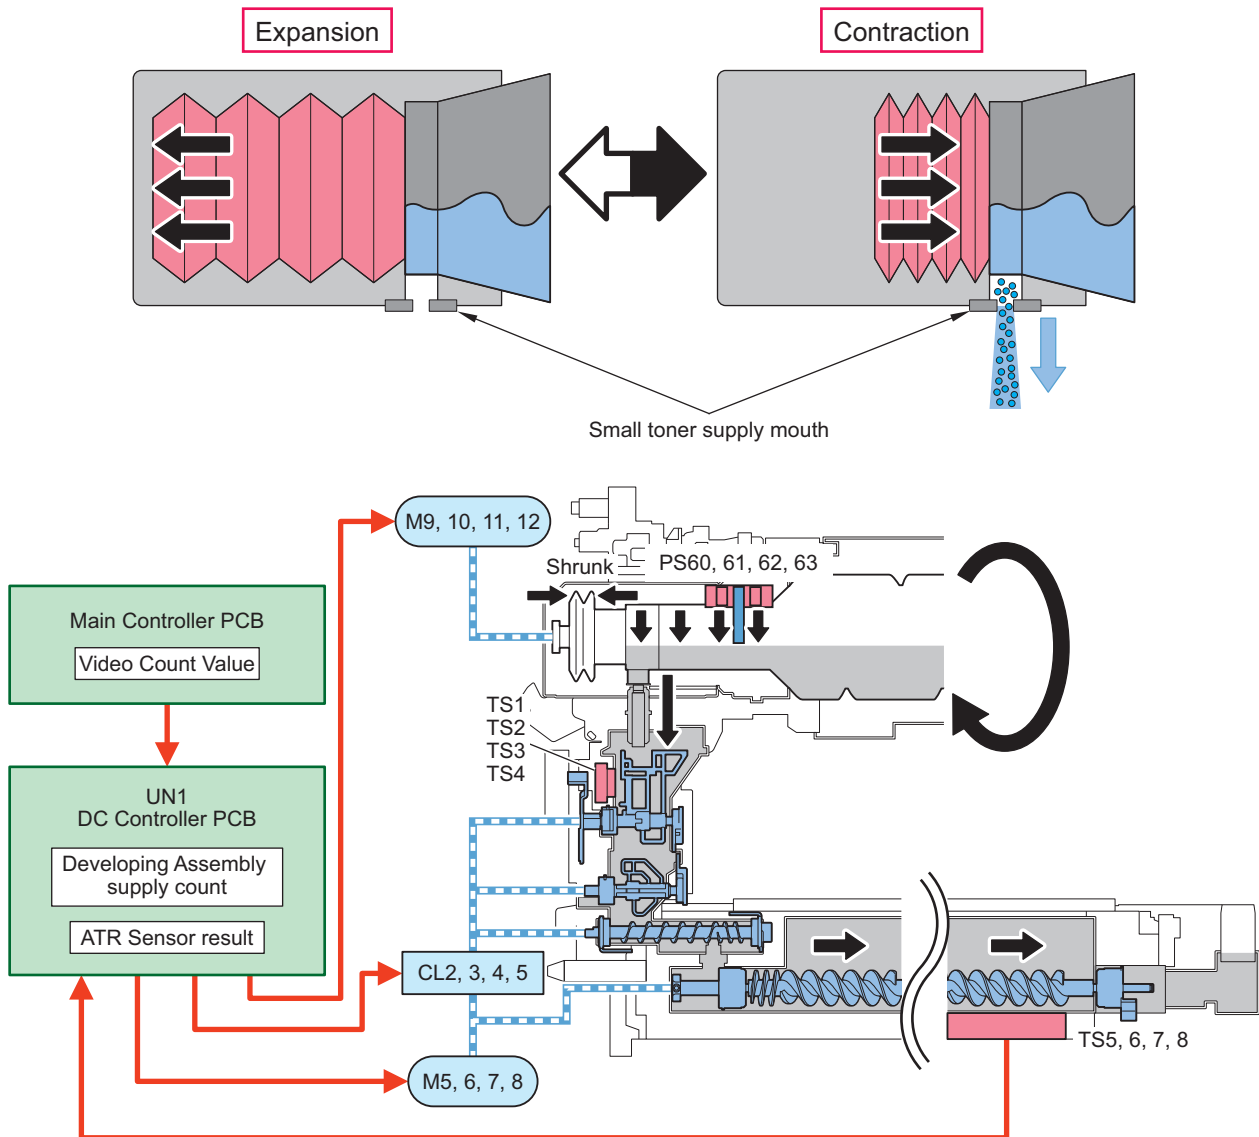 Expansion
Contraction
Small toner supply mouth
M9, 10, 11, 12
Shrunk
PS60, 61, 62, 63
Main Controller PCB
Video Count Value
TS1
TS2
TS3
TS4
UN1
DC Controller PCB
Developing Assembly
supply count
ATR Sensor result
CL2, 3, 4, 5
TS5, 6, 7, 8
M5, 6, 7, 8